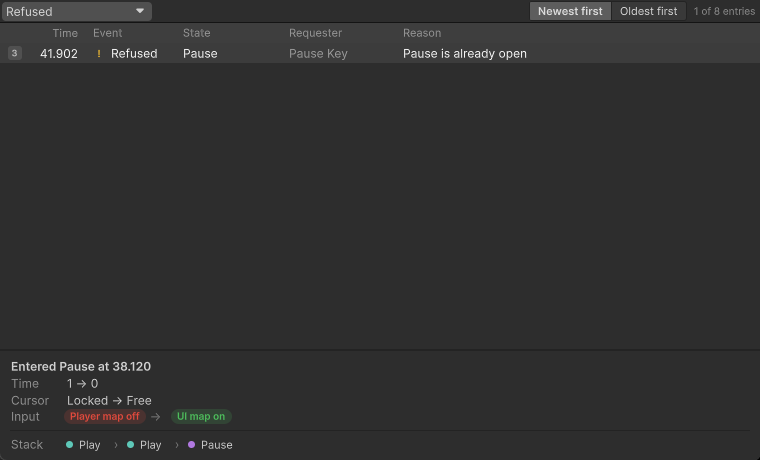 Refused Newest first Oldest first 1 of 8 entries
Time Event State Requester Reason
3 41.902 ! Refused Pause Pause Key Pause is already open
Entered Pause at 38.120
Time 1 → 0
Cursor Locked → Free
Input Player map off → UI map on
Stack Play › Play › Pause